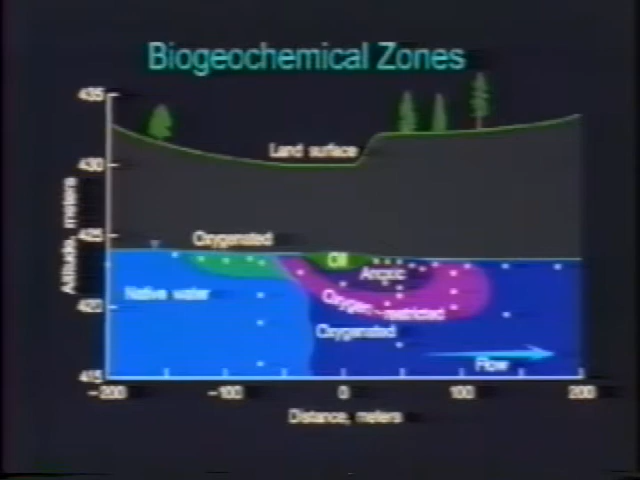 Biogeochemical Zones
435
Land surface
430
425
Oxygenated
Oil
Anoxic
Native water
Oxygen-restricted
420
Oxygenated
Flow
415
-200 -100 0 100 200
Distance, meters
Altitude, meters